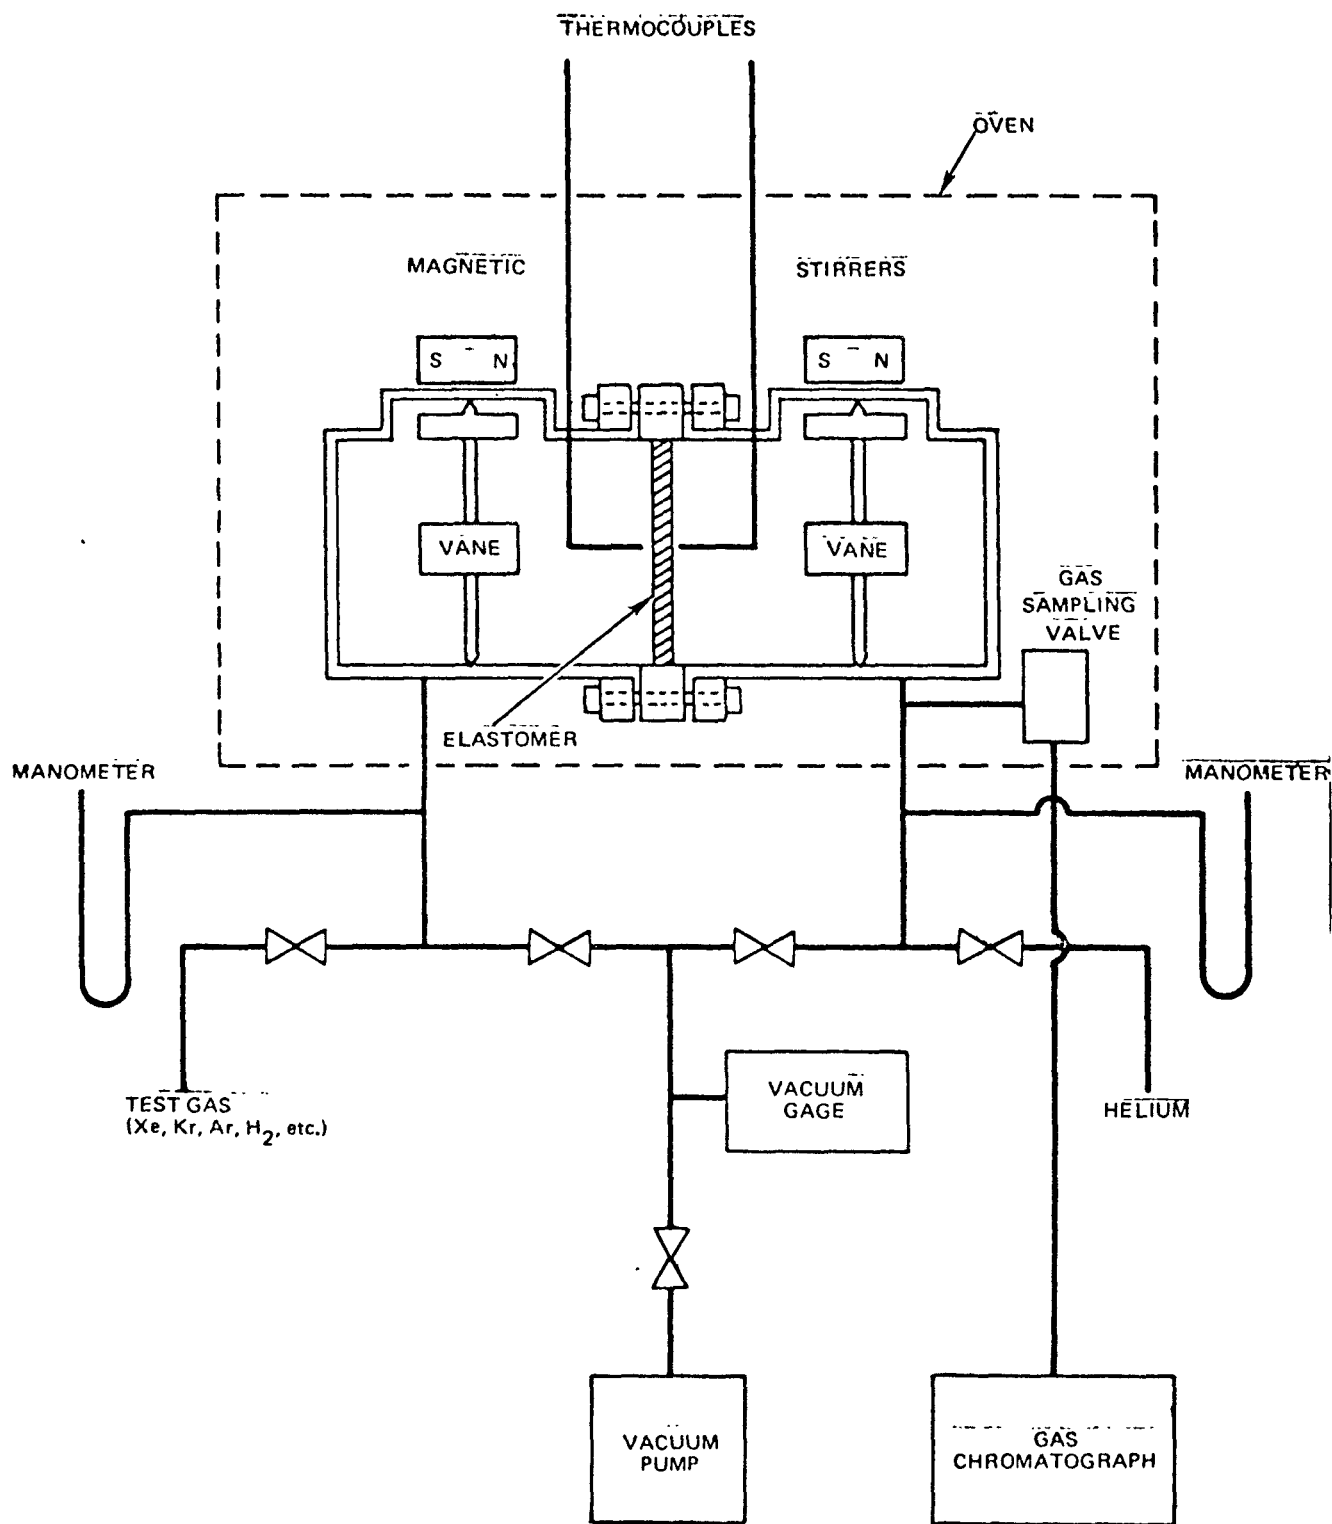 THERMOCOUPLES
OVEN
MAGNETIC
STIRRERS
S N
S N
VANE
VANE
GAS
SAMPLING
VALVE
ELASTOMER
MANOMETER
MANOMETER
TEST GAS
(Xe, Kr, Ar, H2, etc.)
VACUUM
GAGE
HELIUM
VACUUM
PUMP
GAS
CHROMATOGRAPH